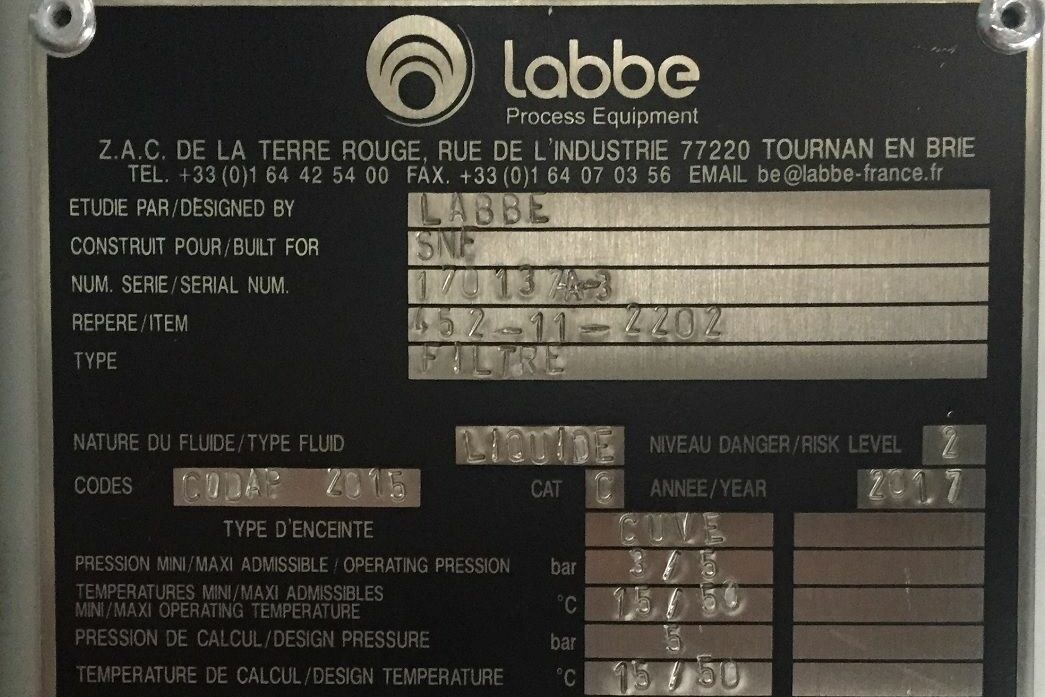 Labbe
Process Equipment
Z.A.C. DE LA TERRE ROUGE, RUE DE L'INDUSTRIE 77220 TOURNAN EN BRIE
TEL. +33 (0)1 64 42 54 00 FAX. +33 (0)1 64 07 03 56 EMAIL be@labbe-france.fr
ETUDIE PAR/DESIGNED BY LABBE
CONSTRUIT POUR/BUILT FOR SNF
NUM. SERIE/SERIAL NUM. 170137A-3
REPERE/ITEM 452-11-2202
TYPE FILTRE
NATURE DU FLUIDE/TYPE FLUID LIQUIDE NIVEAU DANGER/RISK LEVEL 2
CODES CODAP 2015 CAT C ANNEE/YEAR 2017
TYPE D'ENCEINTE CUVE
PRESSION MINI/MAXI ADMISSIBLE / OPERATING PRESSION bar 3/5
TEMPERATURES MINI/MAXI ADMISSIBLES
MINI/MAXI OPERATING TEMPERATURE °C 15/50
PRESSION DE CALCUL/DESIGN PRESSURE bar 5
TEMPERATURE DE CALCUL/DESIGN TEMPERATURE °C 15/50